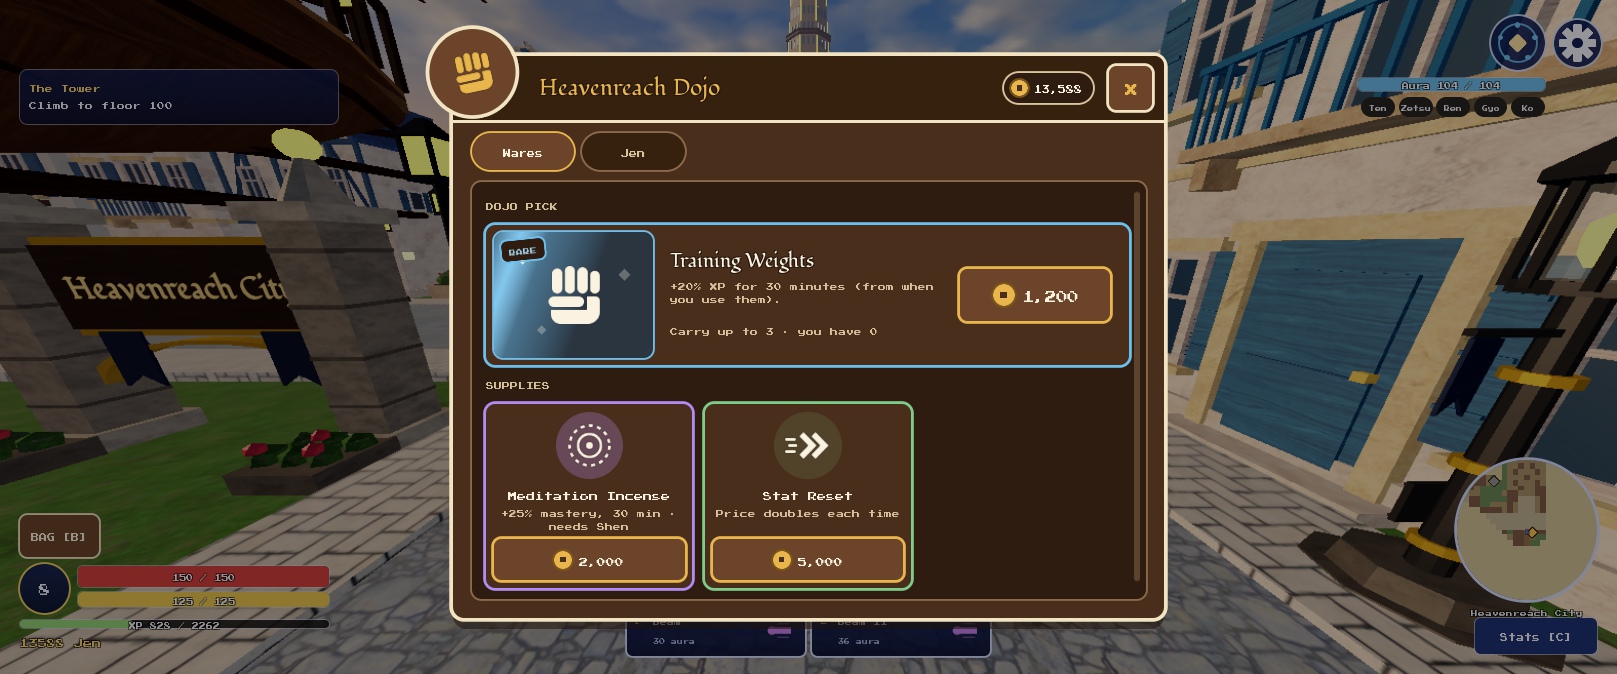 The Tower
Climb to floor 100
Heavenreach Dojo
13,588
x
Aura 104 / 104
Ten
Zetsu
Ren
Gyo
Ko
Wares
Jen
DOJO PICK
RARE
Training Weights
+20% XP for 30 minutes (from when
you use them).
Carry up to 3 · you have 0
1,200
Heavenreach City
SUPPLIES
Meditation Incense
+25% mastery, 30 min ·
needs Shen
2,000
Stat Reset
Price doubles each time
5,000
BAG [B]
150 / 150
125 / 125
XP 828 / 2262
13588 Jen
30 aura
36 aura
Heavenreach City
Stats [C]